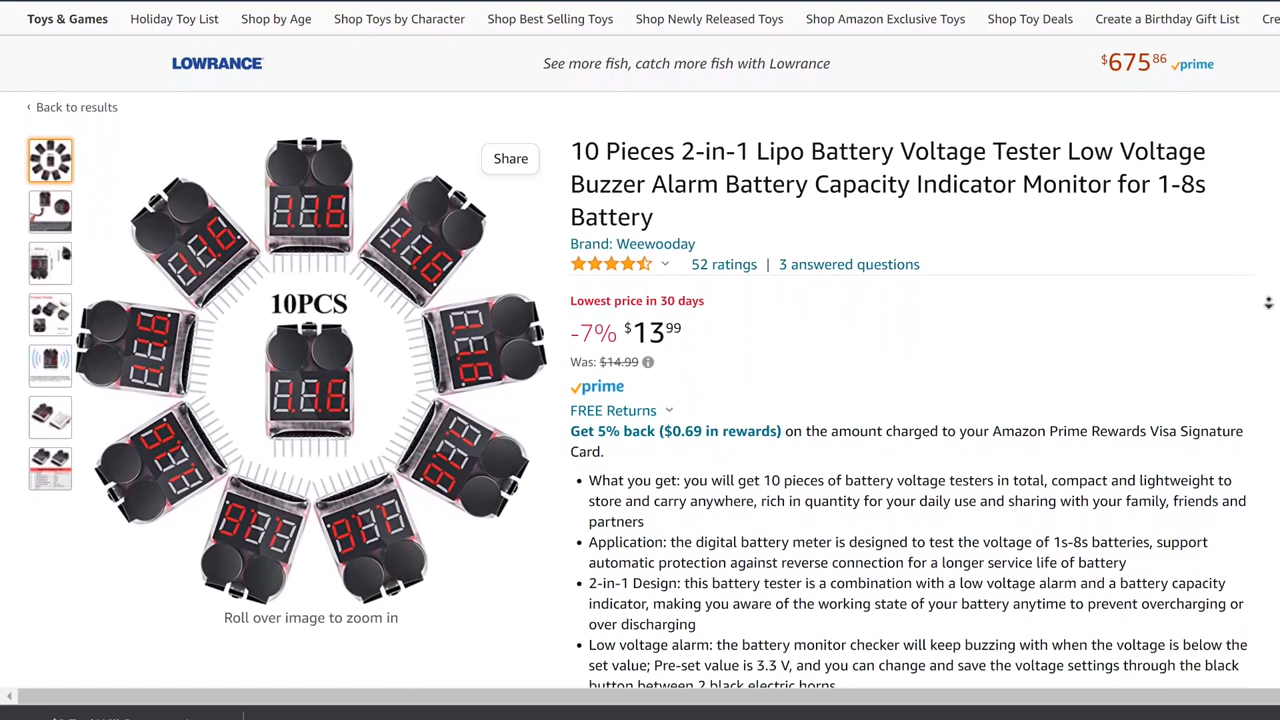 Toys & Games Holiday Toy List Shop by Age Shop Toys by Character Shop Best Selling Toys Shop Newly Released Toys Shop Amazon Exclusive Toys Shop Toy Deals Create a Birthday Gift List Cre
LOWRANCE See more fish, catch more fish with Lowrance $675 86 prime
‹ Back to results
Share
10PCS
Roll over image to zoom in
10 Pieces 2-in-1 Lipo Battery Voltage Tester Low Voltage
Buzzer Alarm Battery Capacity Indicator Monitor for 1-8s
Battery
Brand: Weewooday
52 ratings | 3 answered questions
Lowest price in 30 days
-7% $13 99
Was: $14.99
prime
FREE Returns
Get 5% back ($0.69 in rewards) on the amount charged to your Amazon Prime Rewards Visa Signature
Card.
• What you get: you will get 10 pieces of battery voltage testers in total, compact and lightweight to
store and carry anywhere, rich in quantity for your daily use and sharing with your family, friends and
partners
• Application: the digital battery meter is designed to test the voltage of 1s-8s batteries, support
automatic protection against reverse connection for a longer service life of battery
• 2-in-1 Design: this battery tester is a combination with a low voltage alarm and a battery capacity
indicator, making you aware of the working state of your battery anytime to prevent overcharging or
over discharging
• Low voltage alarm: the battery monitor checker will keep buzzing with when the voltage is below the
set value; Pre-set value is 3.3 V, and you can change and save the voltage settings through the black
button between 2 black electric horns